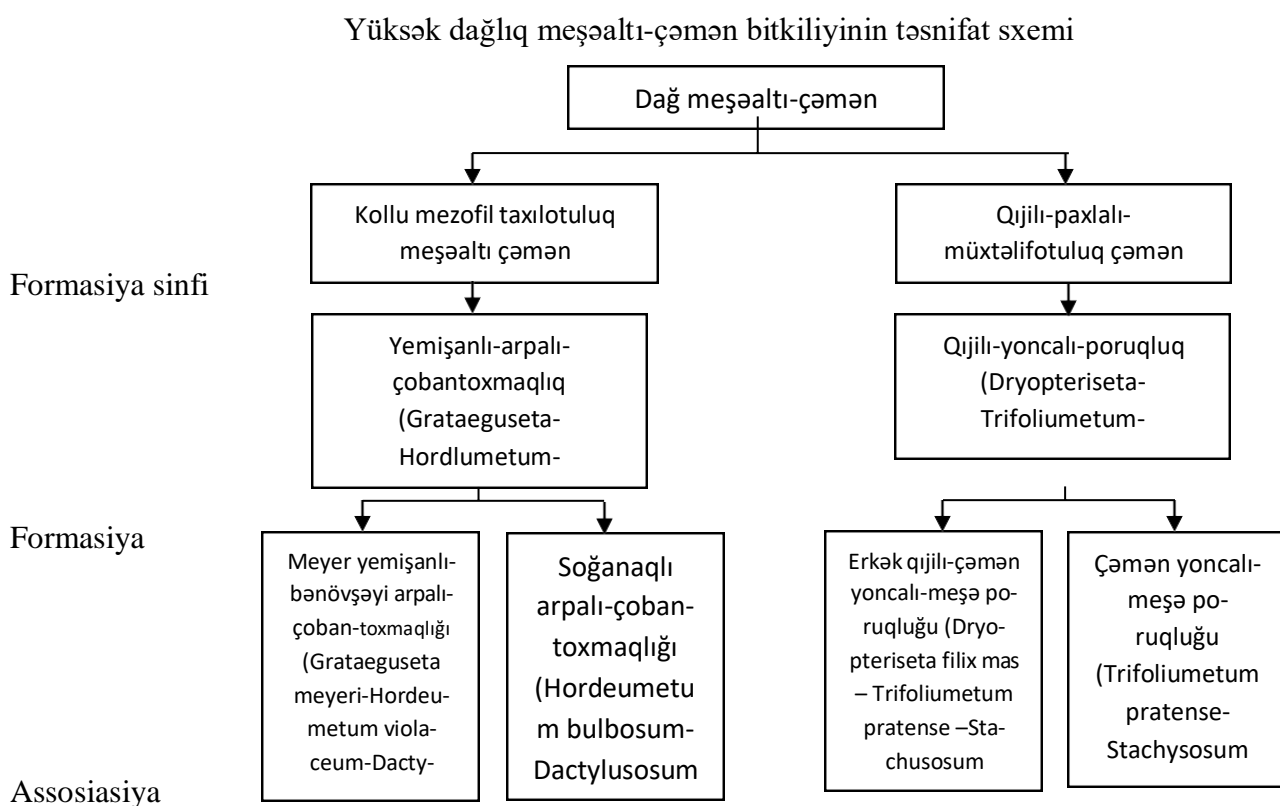 Yüksək dağlıq meşəaltı-çəmən bitkiliyinin təsnifat sxemi
Dağ meşəaltı-çəmən
Kollu mezofil taxılotuluq
meşəaltı çəmən
Qıjılı-paxlalı-
müxtəlifotuluq çəmən
Formasiya sinfi
Yemişanlı-arpalı-
çobantoxmaqlıq
(Grataeguseta-
Hordlumetum-
Qıjılı-yoncalı-poruqluq
(Dryopteriseta-
Trifoliumetum-
Formasiya
Meyer yemişanlı-
bənövşəyi arpalı-
çoban-toxmaqlığı
(Grataeguseta
meyeri-Hordeu-
metum viola-
ceum-Dacty-
Soğanaqlı
arpalı-çoban-
toxmaqlığı
(Hordeumetu
m bulbosum-
Dactylusosum
Erkək qıjılı-çəmən
yoncalı-meşə po-
ruqluğu (Dryo-
pteriseta filix mas
– Trifoliumetum
pratense –Sta-
chusosum
Çəmən yoncalı-
meşə po-
ruqluğu
(Trifoliumetum
pratense-
Stachysosum
Assosiasiya